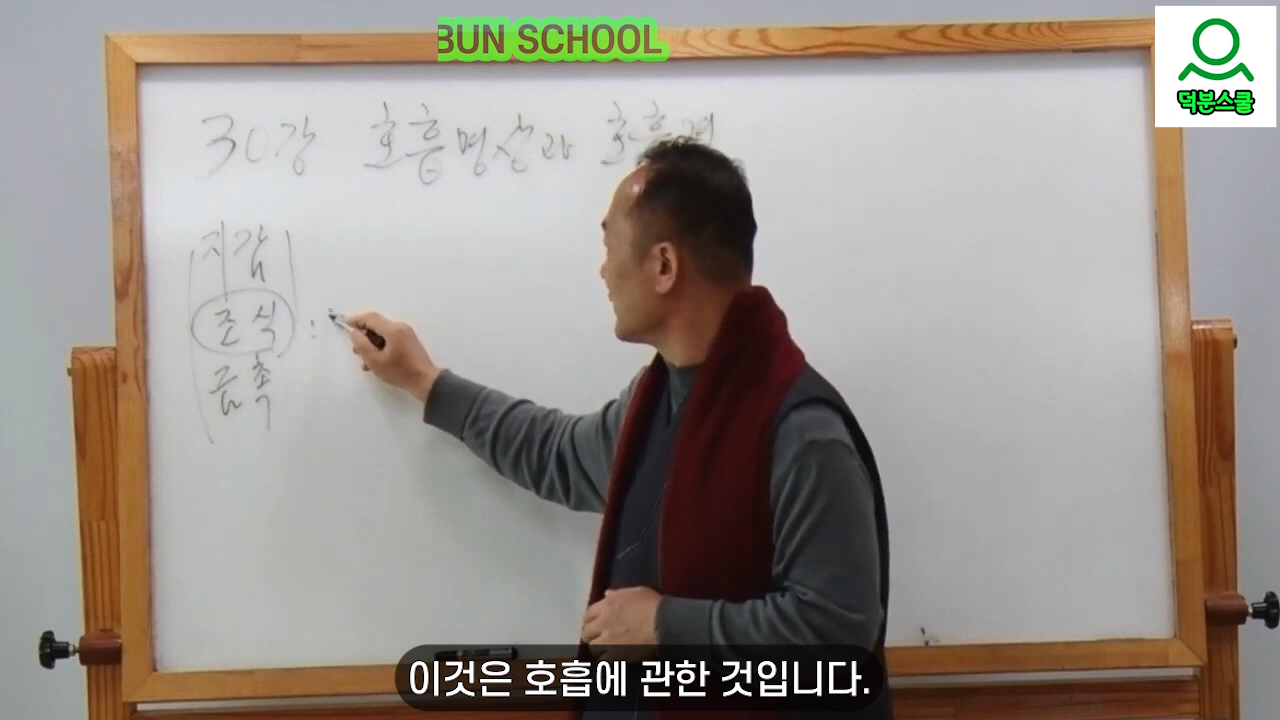 BUN SCHOOL
덕분스쿨
30강 호흡명상과 호흡
지감
조식 :
금촉
이것은 호흡에 관한 것입니다.